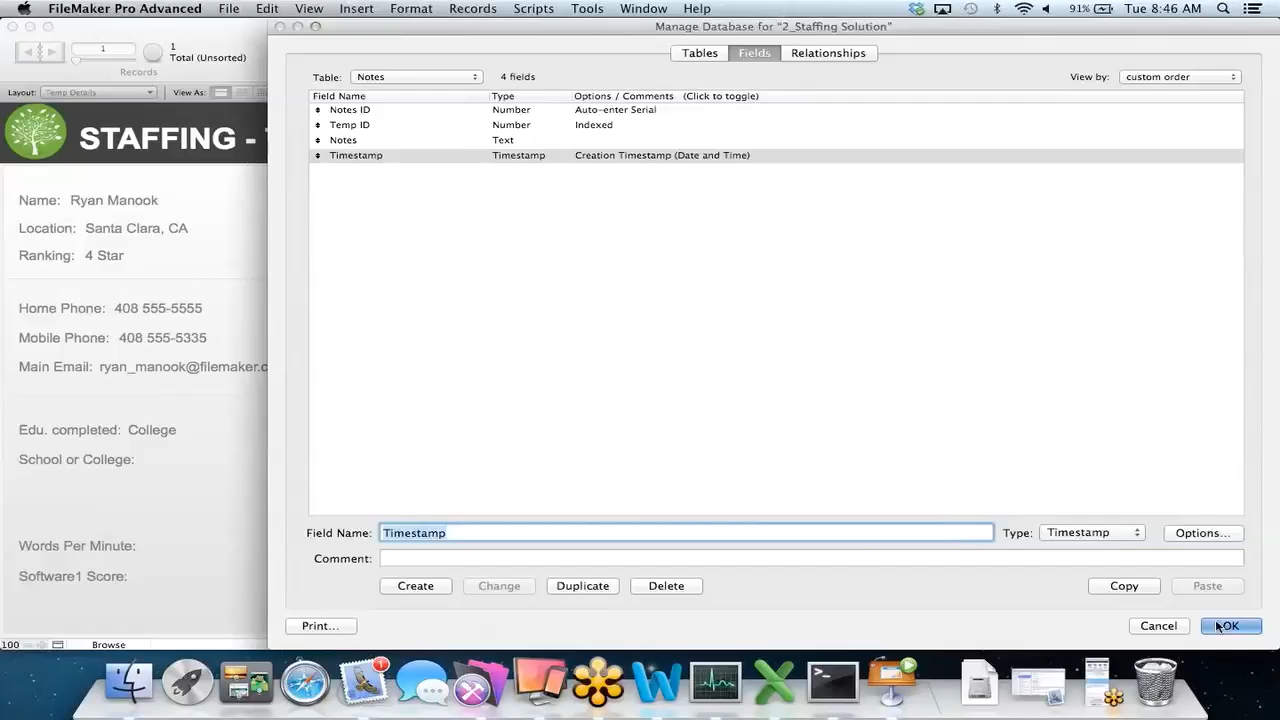 FileMaker Pro Advanced File Edit View Insert Format Records Scripts Tools Window Help 91% Tue 8:46 AM
Manage Database for "2_Staffing Solution"
1
1
Total (Unsorted)
Records
Tables Fields Relationships
Layout: Temp Details View As:
Table: Notes 4 fields View by: custom order
Field Name Type Options / Comments (Click to toggle)
Notes ID Number Auto-enter Serial
Temp ID Number Indexed
Notes Text
Timestamp Timestamp Creation Timestamp (Date and Time)
STAFFING -
Name: Ryan Manook
Location: Santa Clara, CA
Ranking: 4 Star
Home Phone: 408 555-5555
Mobile Phone: 408 555-5335
Main Email: ryan_manook@filemaker.c
Edu. completed: College
School or College:
Words Per Minute:
Software1 Score:
Field Name: Timestamp Type: Timestamp Options...
Comment:
Create Change Duplicate Delete Copy Paste
Print... Cancel OK
100 Browse
1